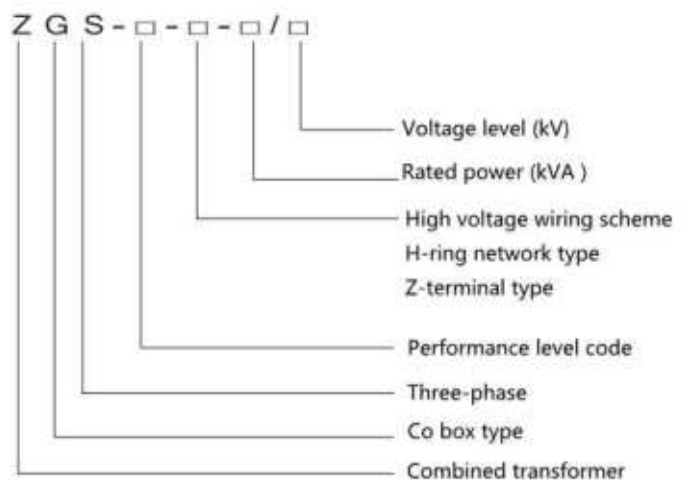 Z G S - □ - □ - □ / □
Voltage level (kV)
Rated power (kVA )
High voltage wiring scheme
H-ring network type
Z-terminal type
Performance level code
Three-phase
Co box type
Combined transformer